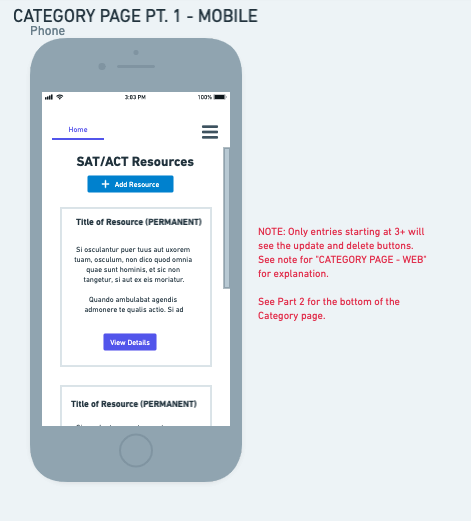 CATEGORY PAGE PT. 1 - MOBILE
Phone
3:03 PM
100%
Home
SAT/ACT Resources
+ Add Resource
Title of Resource (PERMANENT)
Si osculantur puer tuus aut uxorem
tuam, osculum, non dico quod omnia
quae sunt hominis, et sic non
tangetur, si aut ex eis moriatur.
Quando ambulabat agendis
admonere te qualis actio. Si ad
View Details
Title of Resource (PERMANENT)
NOTE: Only entries starting at 3+ will
see the update and delete buttons.
See note for "CATEGORY PAGE - WEB"
for explanation.
See Part 2 for the bottom of the
Category page.